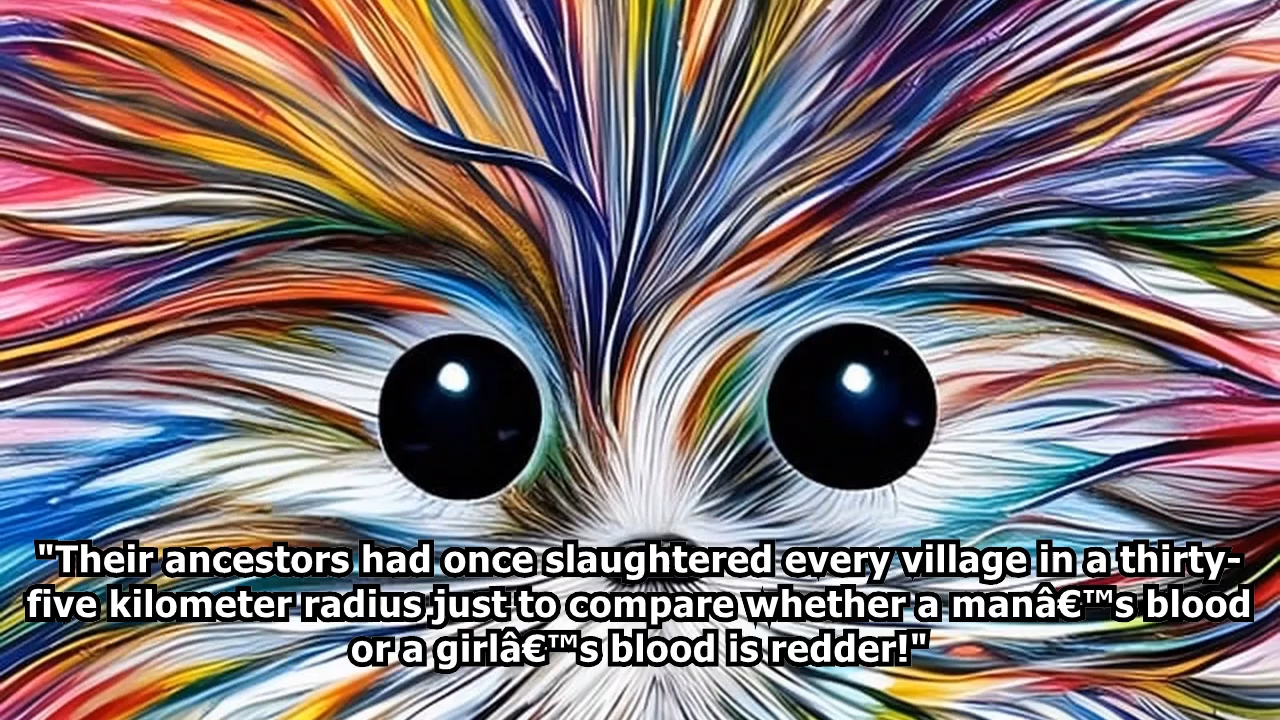 "Their ancestors had once slaughtered every village in a thirty-
five kilometer radius just to compare whether a manâ€™s blood
or a girlâ€™s blood is redder!"